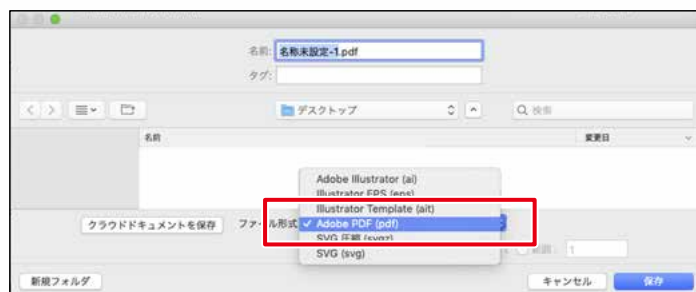 名前: 名称未設定-1.pdf
タグ:
デスクトップ
検索
名前 変更日
Adobe Illustrator (ai)
Illustrator EPS (eps)
Illustrator Template (ait)
クラウドドキュメントを保存 ファイル形式 ✓ Adobe PDF (pdf)
SVG 圧縮 (svgz)
範囲: 1
SVG (svg)
新規フォルダ キャンセル 保存